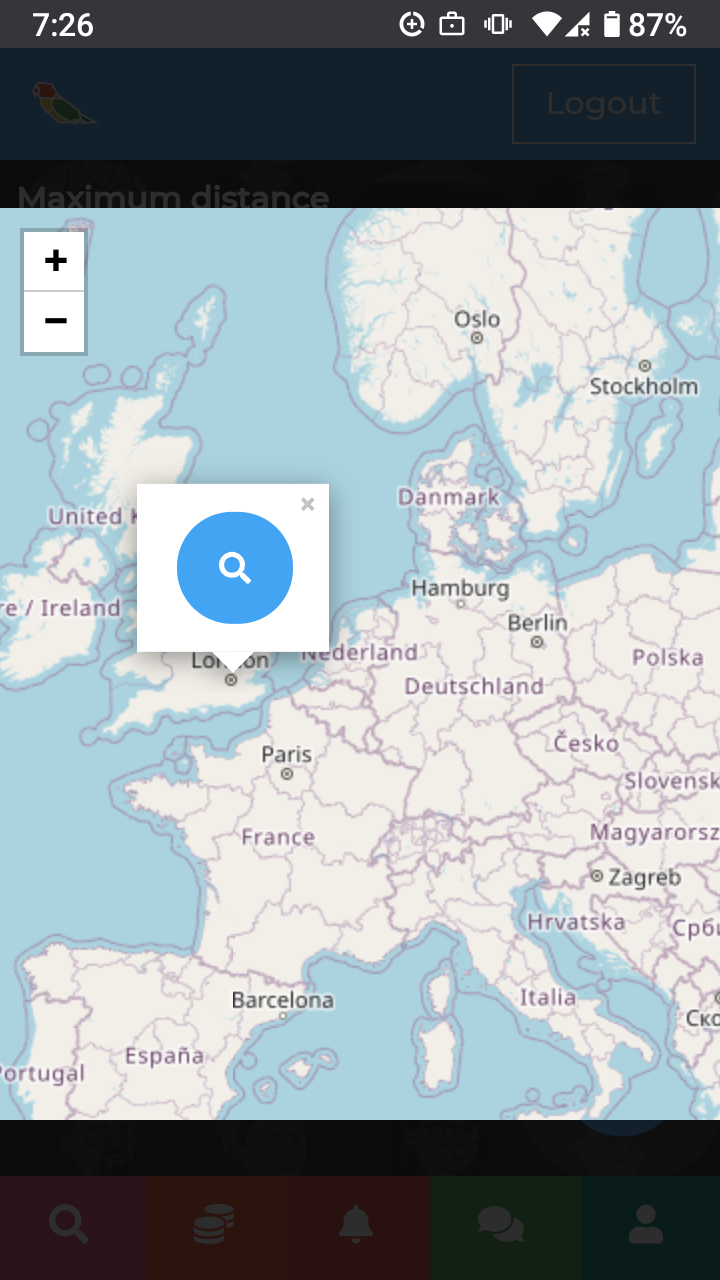 7:26
87%
Logout
Maximum distance
+
−
Oslo
Stockholm
Danmark
United K
×
re / Ireland
Hamburg
Berlin
Nederland
London
Polska
Deutschland
Paris
Česko
Slovensk
France
Magyarorsz
Zagreb
Hrvatska
Срби
Barcelona
Italia
Ско
España
Portugal